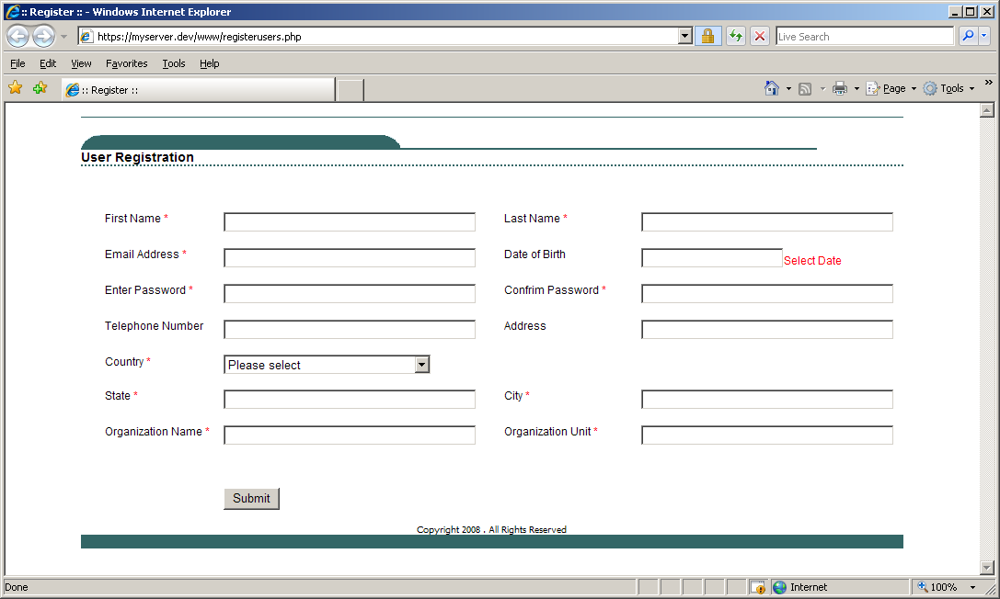 :: Register :: - Windows Internet Explorer
https://myserver.dev/www/registerusers.php
Live Search
File Edit View Favorites Tools Help
:: Register ::
Page Tools »
User Registration
First Name * Last Name *
Email Address * Date of Birth Select Date
Enter Password * Confrim Password *
Telephone Number Address
Country * Please select
State * City *
Organization Name * Organization Unit *
Submit
Copyright 2008 . All Rights Reserved
Done Internet 100%